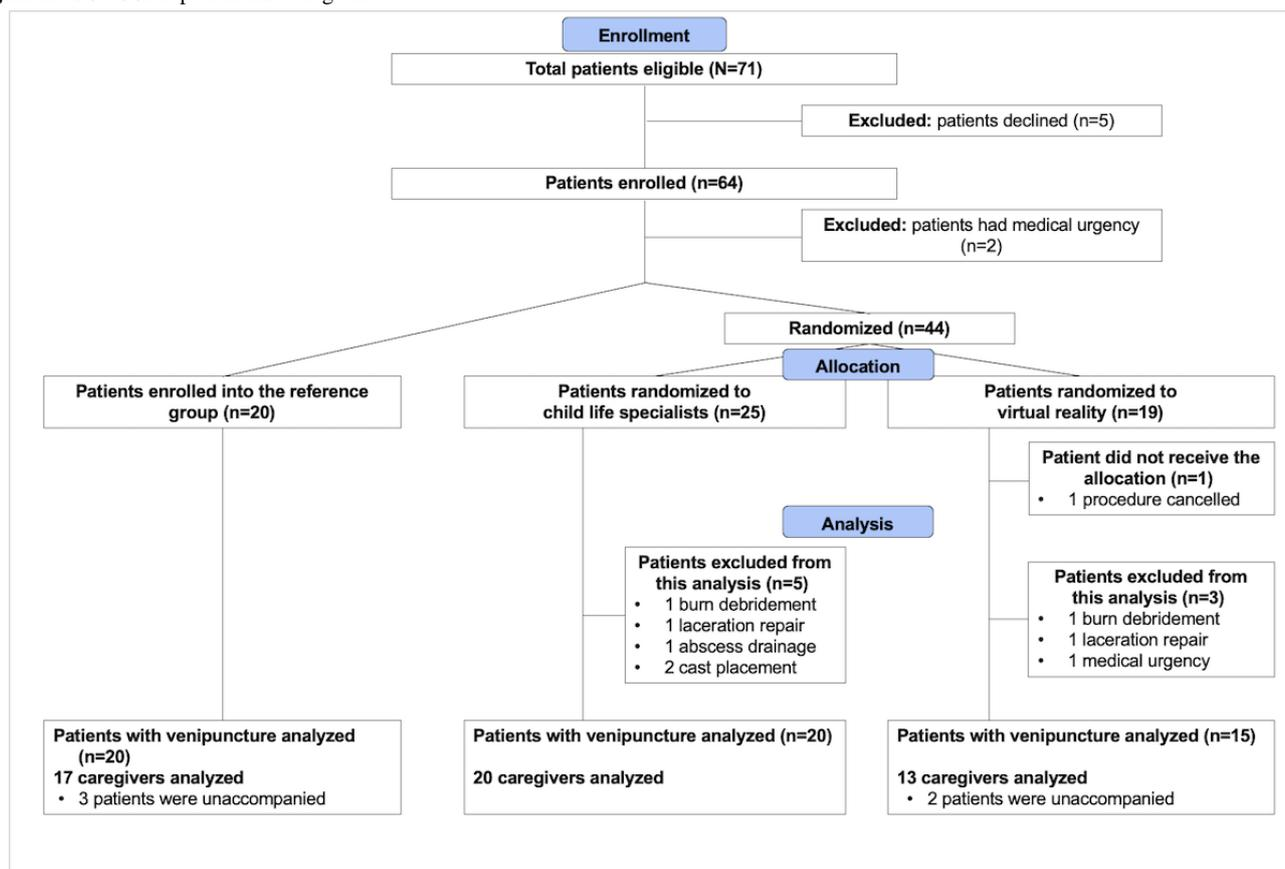 Enrollment
Total patients eligible (N=71)
Excluded: patients declined (n=5)
Patients enrolled (n=64)
Excluded: patients had medical urgency
(n=2)
Randomized (n=44)
Allocation
Patients enrolled into the reference
group (n=20)
Patients randomized to
child life specialists (n=25)
Patients randomized to
virtual reality (n=19)
Patient did not receive the
allocation (n=1)
• 1 procedure cancelled
Analysis
Patients excluded from
this analysis (n=5)
• 1 burn debridement
• 1 laceration repair
• 1 abscess drainage
• 2 cast placement
Patients excluded from
this analysis (n=3)
• 1 burn debridement
• 1 laceration repair
• 1 medical urgency
Patients with venipuncture analyzed
(n=20)
17 caregivers analyzed
• 3 patients were unaccompanied
Patients with venipuncture analyzed (n=20)
20 caregivers analyzed
Patients with venipuncture analyzed (n=15)
13 caregivers analyzed
• 2 patients were unaccompanied